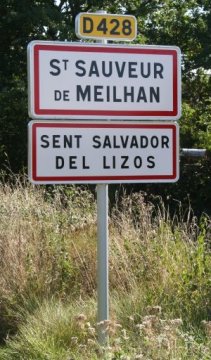 D428
ST SAUVEUR
DE MEILHAN
SENT SALVADOR
DEL LIZOS